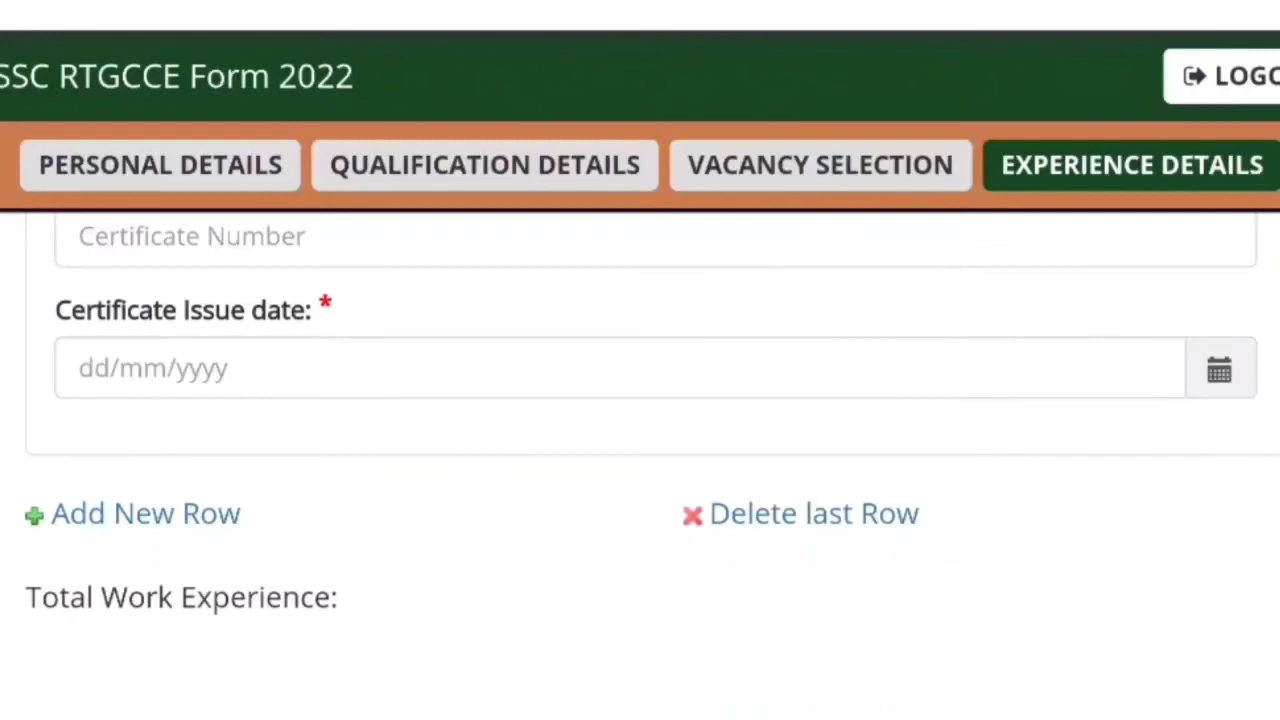 SSC RTGCCE Form 2022
LOGO
PERSONAL DETAILS QUALIFICATION DETAILS VACANCY SELECTION EXPERIENCE DETAILS
Certificate Number
Certificate Issue date: *
dd/mm/yyyy
Add New Row Delete last Row
Total Work Experience: